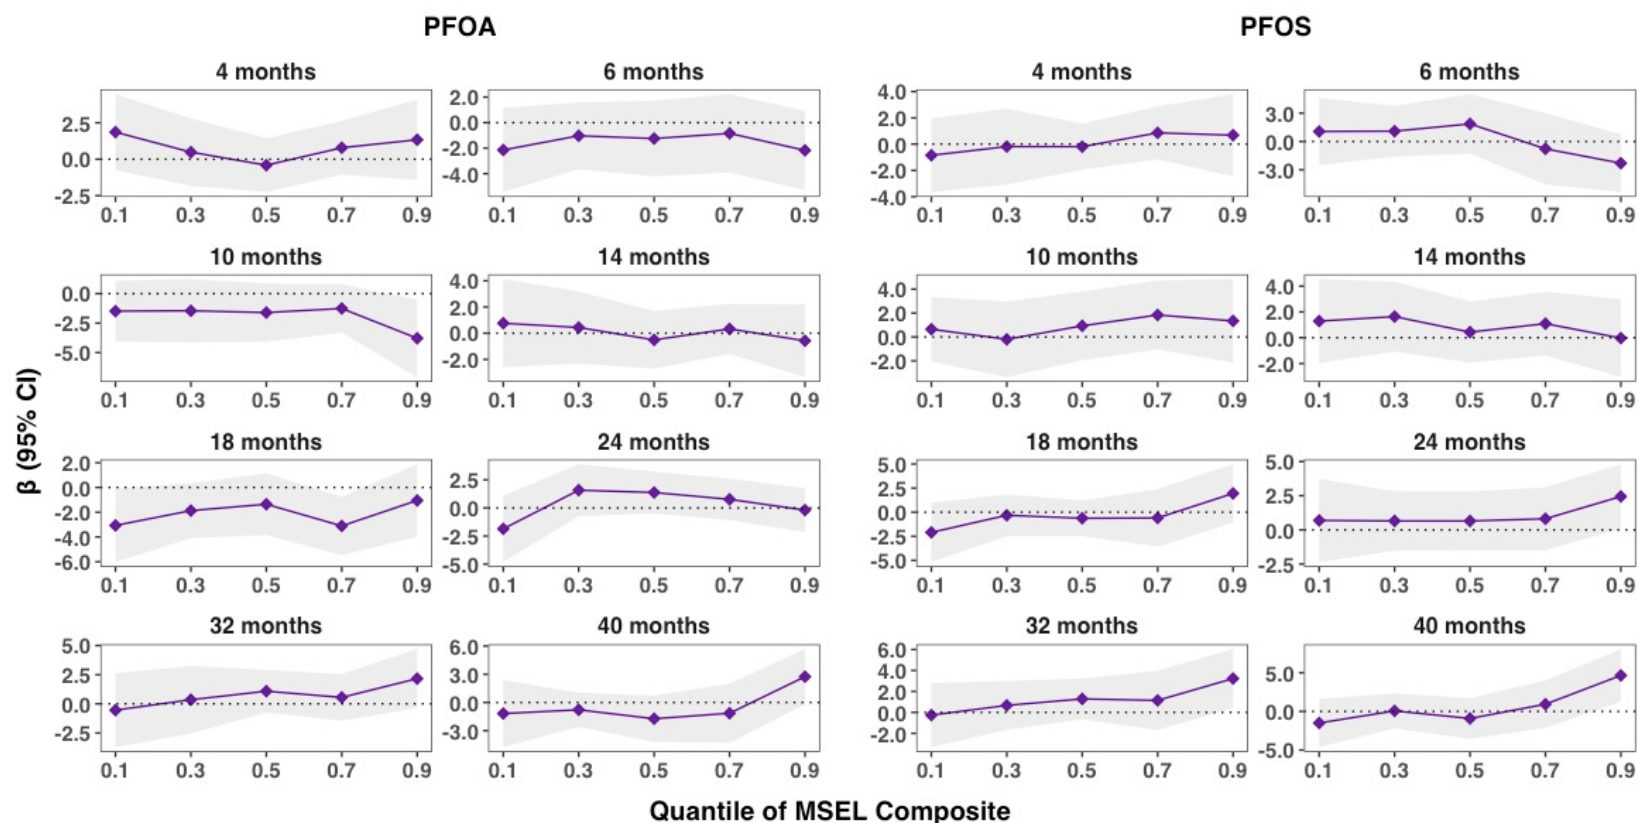 PFOA PFOS
4 months 6 months 4 months 6 months
2.5 0.0 -2.5 2.0 0.0 -2.0 -4.0 4.0 2.0 0.0 -2.0 -4.0 3.0 0.0 -3.0
0.1 0.3 0.5 0.7 0.9 0.1 0.3 0.5 0.7 0.9 0.1 0.3 0.5 0.7 0.9 0.1 0.3 0.5 0.7 0.9
10 months 14 months 10 months 14 months
0.0 -2.5 -5.0 4.0 2.0 0.0 -2.0 4.0 2.0 0.0 -2.0 4.0 2.0 0.0 -2.0
0.1 0.3 0.5 0.7 0.9 0.1 0.3 0.5 0.7 0.9 0.1 0.3 0.5 0.7 0.9 0.1 0.3 0.5 0.7 0.9
β (95% CI)
18 months 24 months 18 months 24 months
2.0 0.0 -2.0 -4.0 -6.0 2.5 0.0 -2.5 -5.0 5.0 2.5 0.0 -2.5 -5.0 5.0 2.5 0.0 -2.5
0.1 0.3 0.5 0.7 0.9 0.1 0.3 0.5 0.7 0.9 0.1 0.3 0.5 0.7 0.9 0.1 0.3 0.5 0.7 0.9
32 months 40 months 32 months 40 months
5.0 2.5 0.0 -2.5 6.0 3.0 0.0 -3.0 6.0 4.0 2.0 0.0 -2.0 5.0 0.0 -5.0
0.1 0.3 0.5 0.7 0.9 0.1 0.3 0.5 0.7 0.9 0.1 0.3 0.5 0.7 0.9 0.1 0.3 0.5 0.7 0.9
Quantile of MSEL Composite